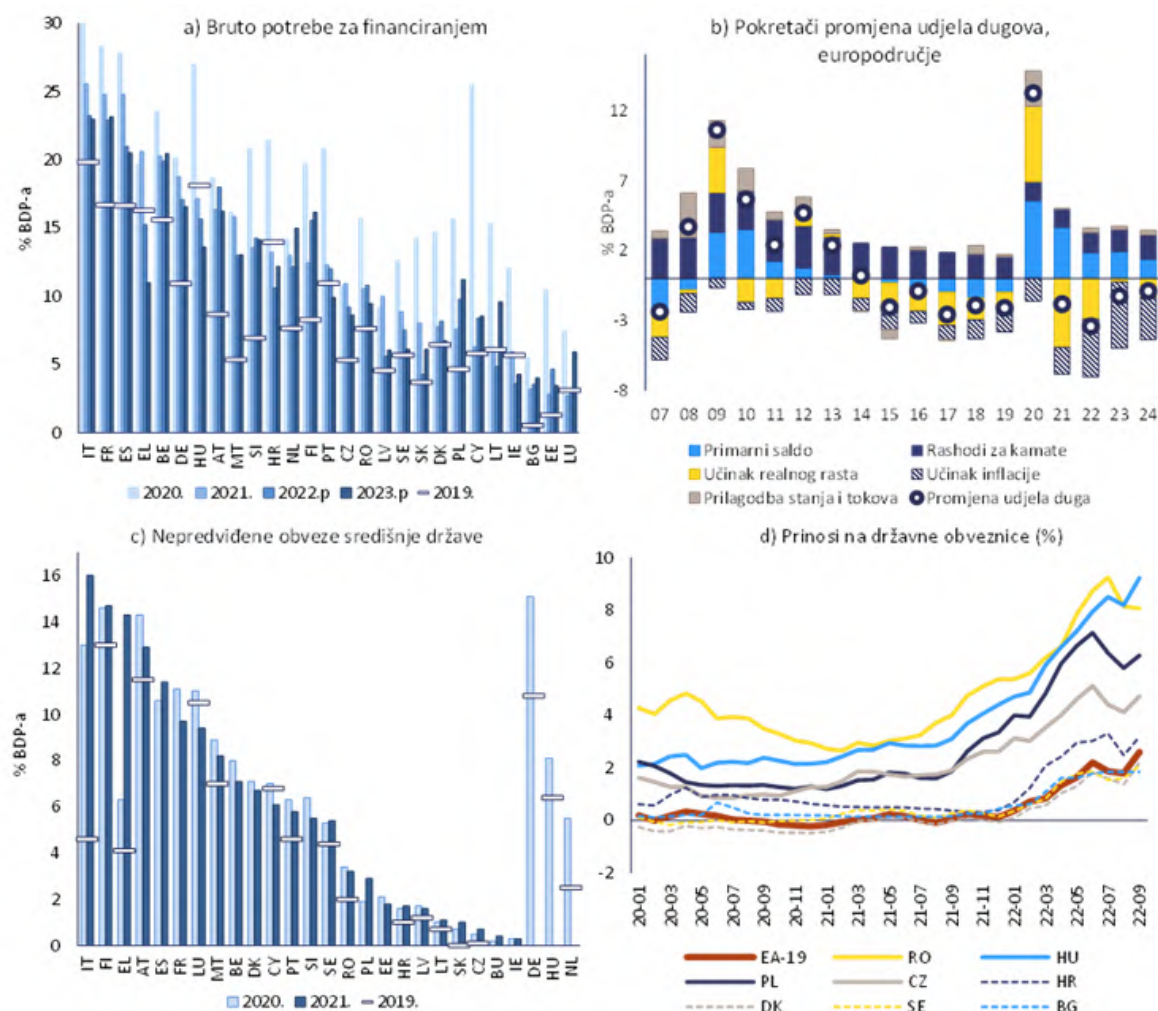 a) Bruto potrebe za financiranjem
30
25
20
15
10
5
0
% BDP-a
IT FR ES EL BE DE HU AT MT SI HR NL FI PT CZ RO LV SE SK DK PL CY LT IE BG EE LU
2020. 2021. 2022.p 2023.p 2019.
b) Pokretači promjena udjela dugova,
europodručje
12
7
2
-3
-8
% BDP-a
07 08 09 10 11 12 13 14 15 16 17 18 19 20 21 22 23 24
Primarni saldo Rashodi za kamate
Učinak realnog rasta Učinak inflacije
Prilagodba stanja i tokova Promjena udjela duga
c) Nepredviđene obveze središnje države
16
14
12
10
8
6
4
2
0
% BDP-a
IT FI EL AT ES FR LU MT BE DK CY PT SI SE RO PL EE HR LV LT SK CZ BU IE DE HU NL
2020. 2021. 2019.
d) Prinosi na državne obveznice (%)
10
8
6
4
2
0
-2
20-01 20-03 20-05 20-07 20-09 20-11 21-01 21-03 21-05 21-07 21-09 21-11 22-01 22-03 22-05 22-07 22-09
EA-19 RO HU
PL CZ HR
DK SE BG